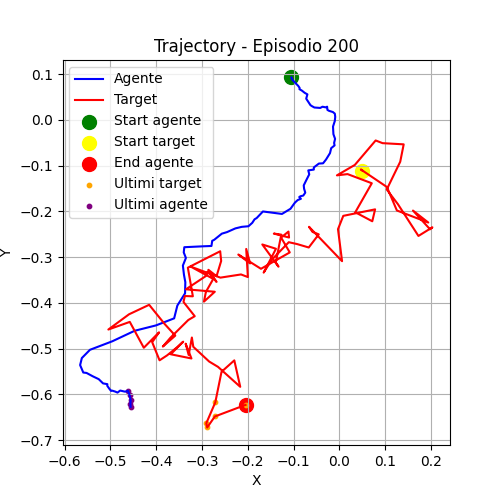 Trajectory - Episodio 200
Agente
Target
Start agente
Start target
End agente
Ultimi target
Ultimi agente
0.1
0.0
−0.1
−0.2
−0.3
−0.4
−0.5
−0.6
−0.7
Y
−0.6 −0.5 −0.4 −0.3 −0.2 −0.1 0.0 0.1 0.2
X